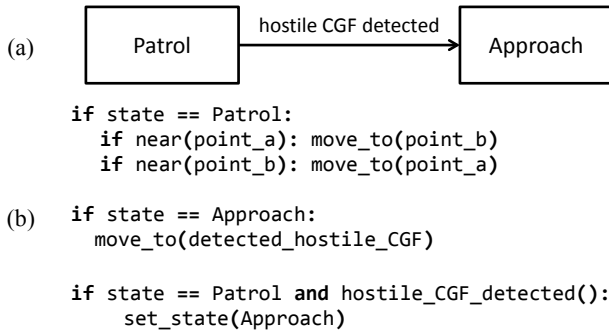 hostile CGF detected
(a) Patrol Approach
if state == Patrol:
if near(point_a): move_to(point_b)
if near(point_b): move_to(point_a)
(b) if state == Approach:
move_to(detected_hostile_CGF)
if state == Patrol and hostile_CGF_detected():
set_state(Approach)